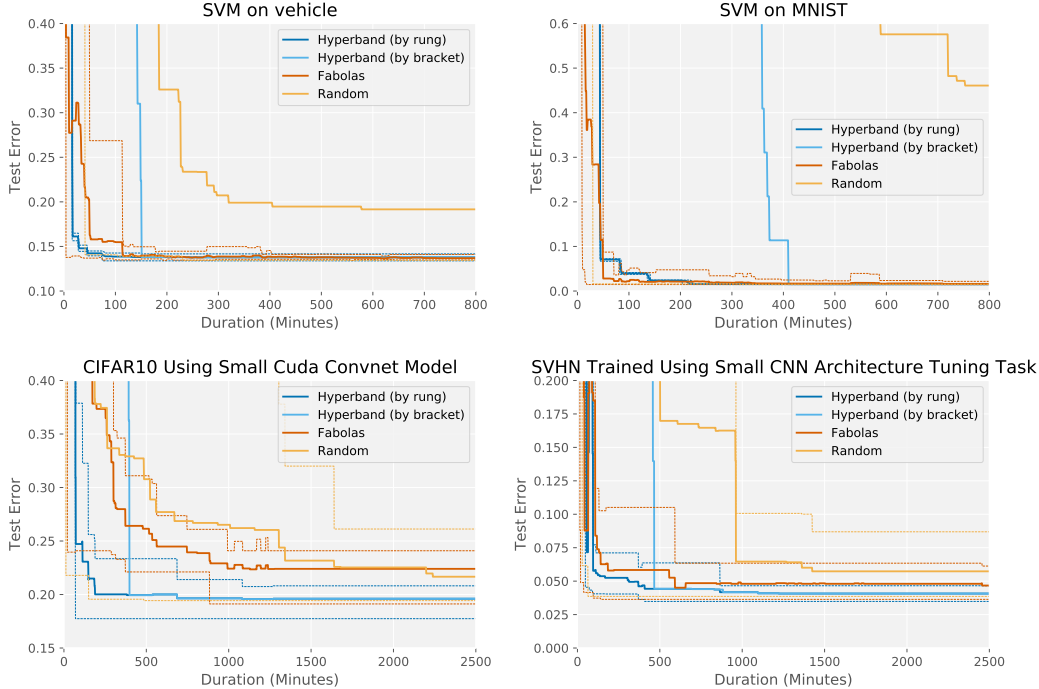 SVM on vehicle
0.40
0.35
0.30
0.25
0.20
0.15
0.10
Test Error
Hyperband (by rung)
Hyperband (by bracket)
Fabolas
Random
0 100 200 300 400 500 600 700 800
Duration (Minutes)
SVM on MNIST
0.6
0.5
0.4
0.3
0.2
0.1
0.0
Test Error
Hyperband (by rung)
Hyperband (by bracket)
Fabolas
Random
0 100 200 300 400 500 600 700 800
Duration (Minutes)
CIFAR10 Using Small Cuda Convnet Model
0.40
0.35
0.30
0.25
0.20
0.15
Test Error
Hyperband (by rung)
Hyperband (by bracket)
Fabolas
Random
0 500 1000 1500 2000 2500
Duration (Minutes)
SVHN Trained Using Small CNN Architecture Tuning Task
0.200
0.175
0.150
0.125
0.100
0.075
0.050
0.025
0.000
Test Error
Hyperband (by rung)
Hyperband (by bracket)
Fabolas
Random
0 500 1000 1500 2000 2500
Duration (Minutes)